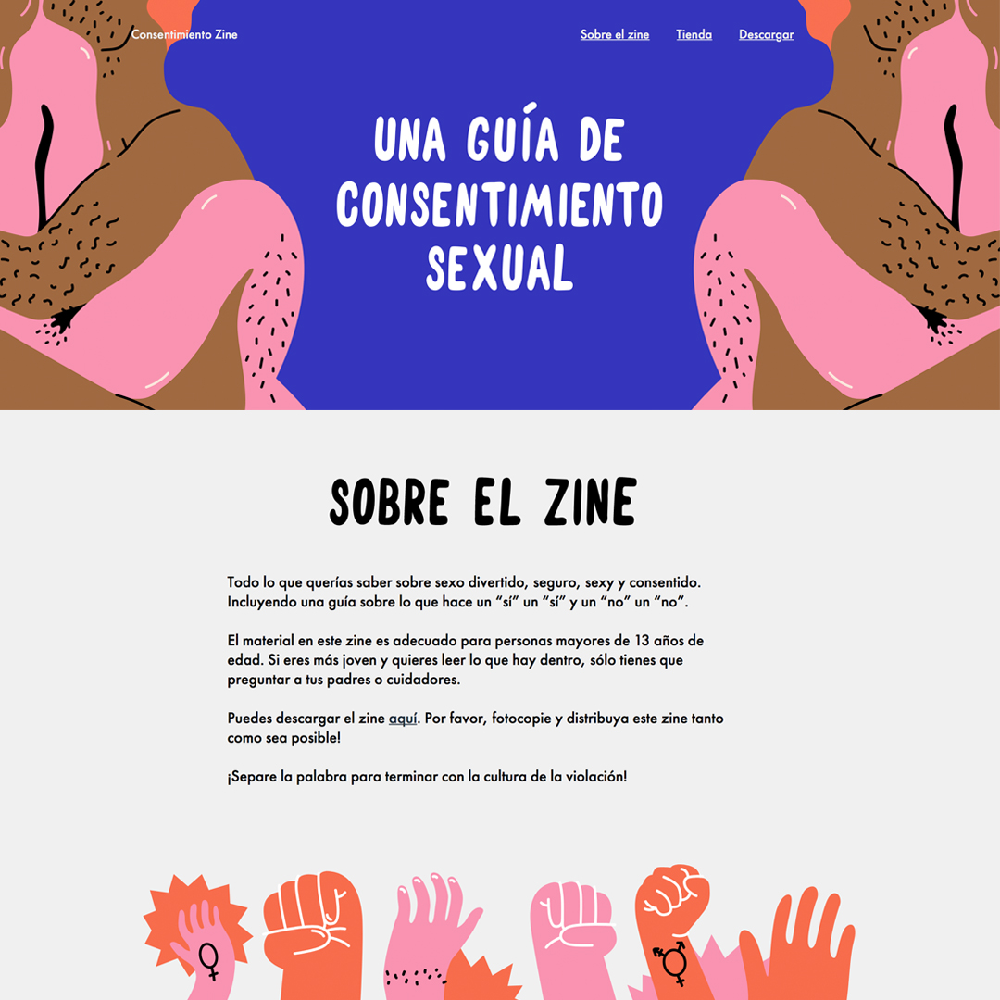 Consentimiento Zine
Sobre el zine Tienda Descargar
UNA GUÍA DE
CONSENTIMIENTO
SEXUAL
SOBRE EL ZINE
Todo lo que querías saber sobre sexo divertido, seguro, sexy y consentido.
Incluyendo una guía sobre lo que hace un “sí” un “sí” y un “no” un “no”.
El material en este zine es adecuado para personas mayores de 13 años de
edad. Si eres más joven y quieres leer lo que hay dentro, sólo tienes que
preguntar a tus padres o cuidadores.
Puedes descargar el zine aquí. Por favor, fotocopie y distribuya este zine tanto
como sea posible!
¡Separe la palabra para terminar con la cultura de la violación!